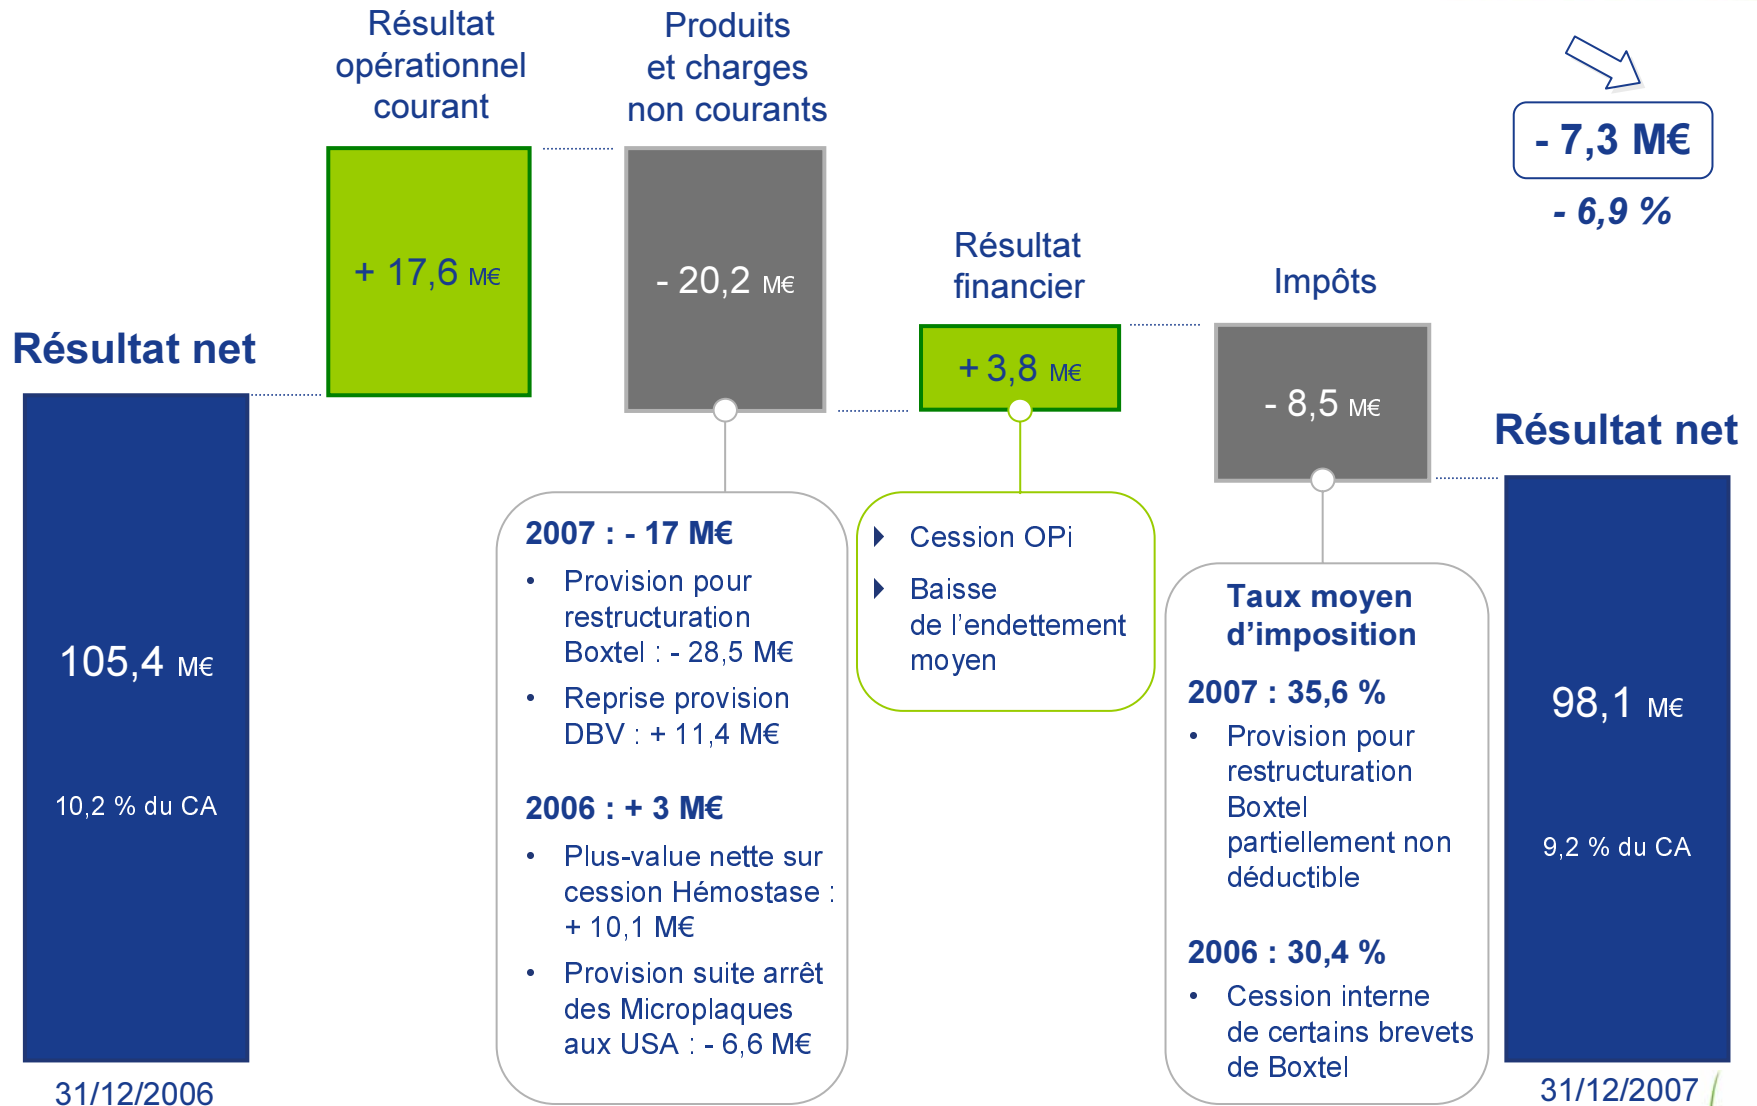 Résultat
opérationnel
courant
Produits
et charges
non courants
- 7,3 M€
- 6,9 %
+ 17,6 M€
- 20,2 M€
Résultat
financier
Impôts
+ 3,8 M€
- 8,5 M€
Résultat net
105,4 M€
10,2 % du CA
31/12/2006
2007 : - 17 M€
• Provision pour
restructuration
Boxtel : - 28,5 M€
• Reprise provision
DBV : + 11,4 M€
2006 : + 3 M€
• Plus-value nette sur
cession Hémostase :
+ 10,1 M€
• Provision suite arrêt
des Microplaques
aux USA : - 6,6 M€
Cession OPi
Baisse
de l’endettement
moyen
Taux moyen
d’imposition
2007 : 35,6 %
• Provision pour
restructuration
Boxtel
partiellement non
déductible
2006 : 30,4 %
• Cession interne
de certains brevets
de Boxtel
Résultat net
98,1 M€
9,2 % du CA
31/12/2007